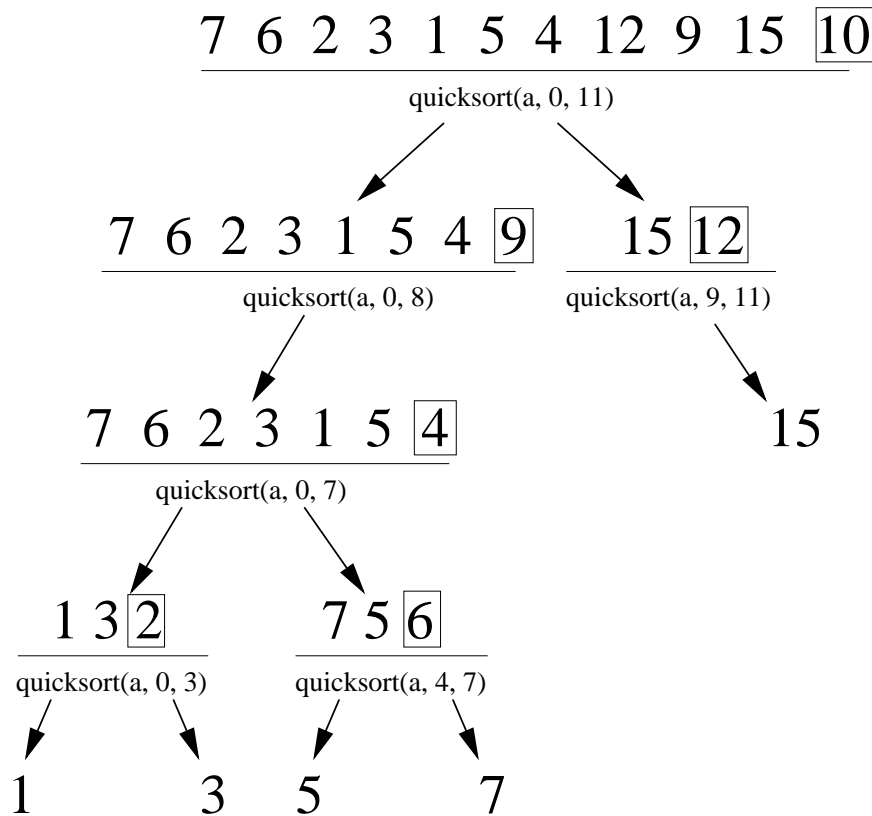 7 6 2 3 1 5 4 12 9 15 10
quicksort(a, 0, 11)
7 6 2 3 1 5 4 9
15 12
quicksort(a, 0, 8)
quicksort(a, 9, 11)
7 6 2 3 1 5 4
15
quicksort(a, 0, 7)
1 3 2
7 5 6
quicksort(a, 0, 3)
quicksort(a, 4, 7)
1
3
5
7